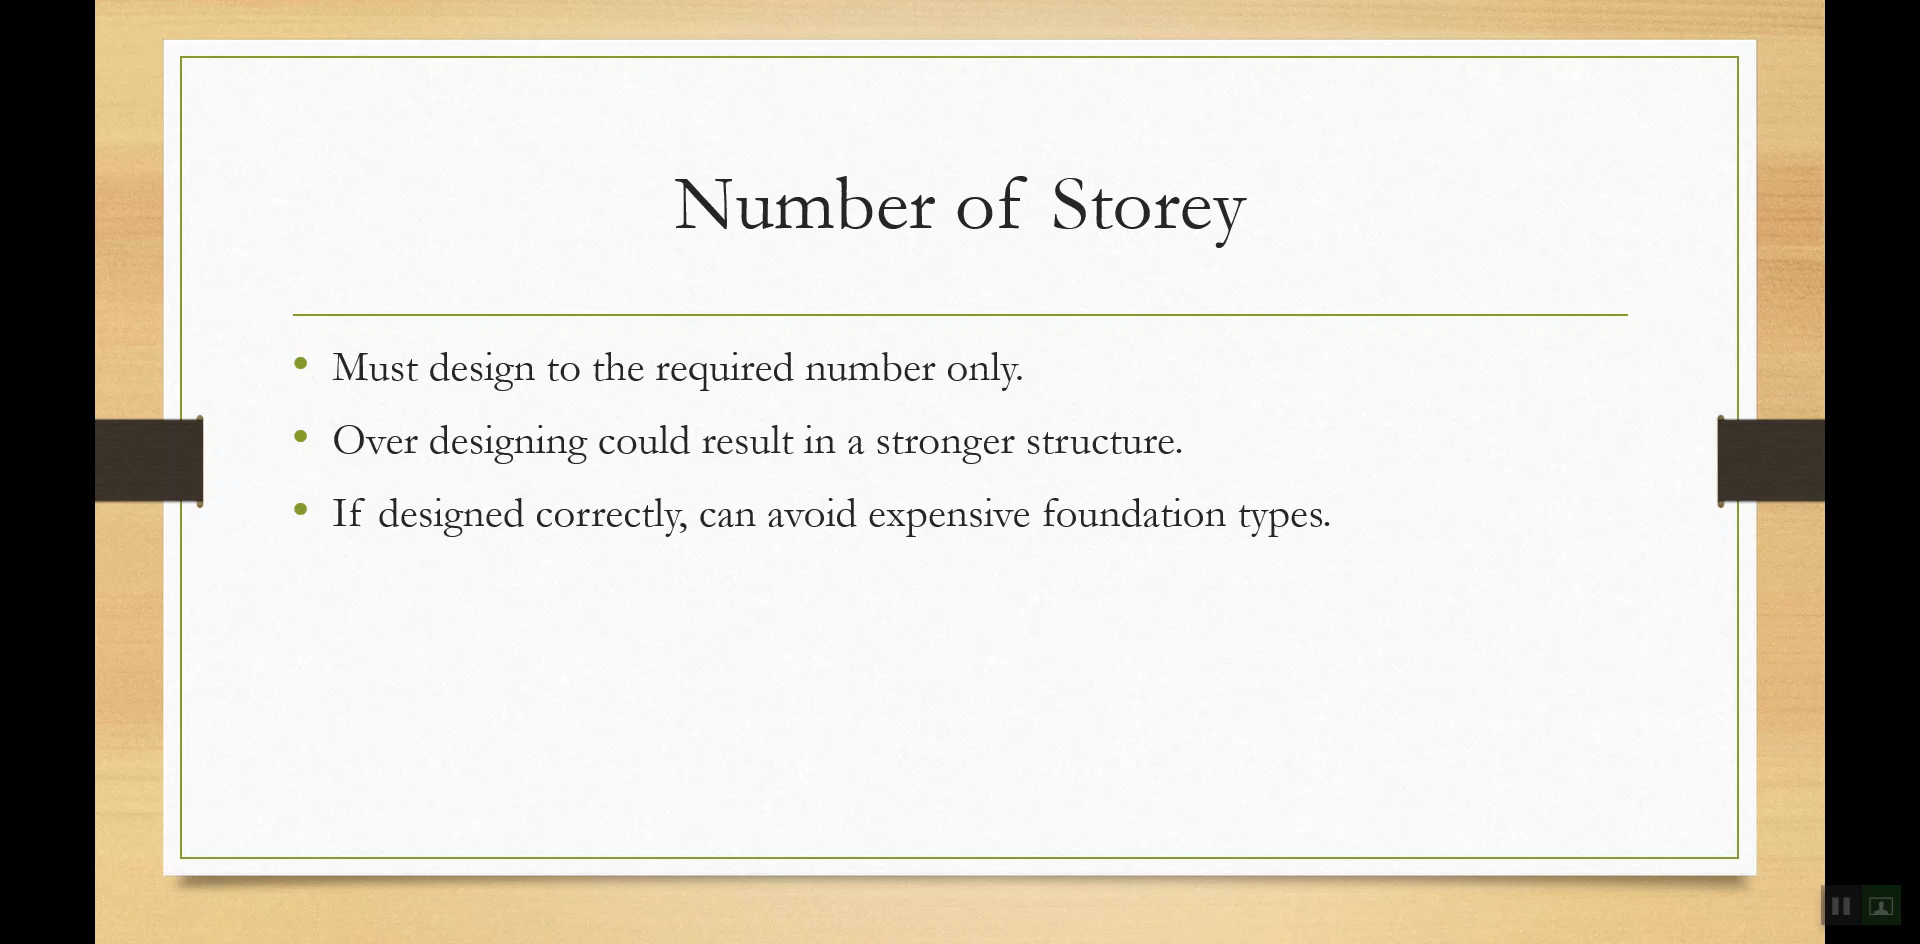 Number of Storey
Must design to the required number only.
Over designing could result in a stronger structure.
If designed correctly, can avoid expensive foundation types.